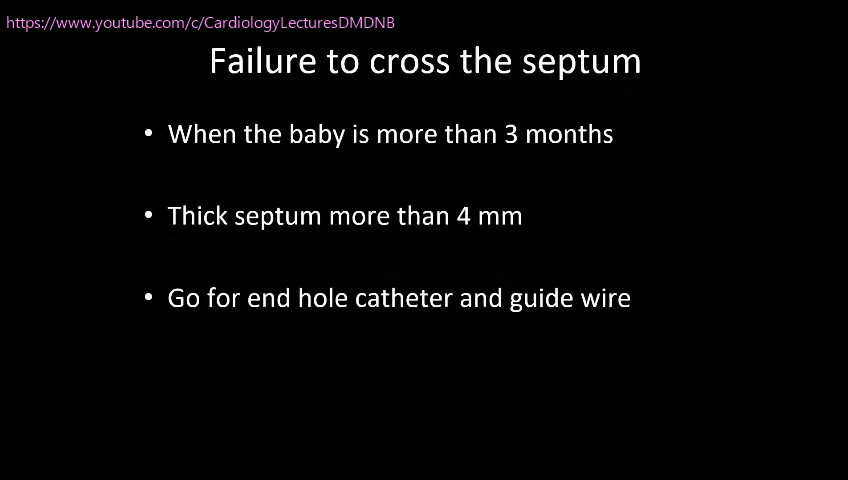 https://www.youtube.com/c/CardiologyLecturesDMDNB
Failure to cross the septum
• When the baby is more than 3 months
• Thick septum more than 4 mm
• Go for end hole catheter and guide wire